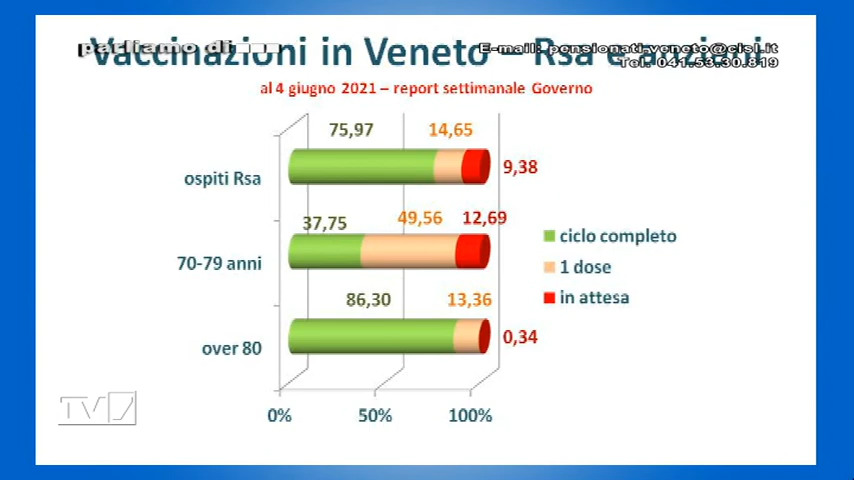 Vaccinazioni in Veneto – Rsa e anziani
parliamo di
E-mail: pensionati.veneto@cisl.it
Tel. 041.53.30.819
al 4 giugno 2021 – report settimanale Governo
75,97 14,65
ospiti Rsa 9,38
37,75 49,56 12,69
70-79 anni
86,30 13,36
over 80 0,34
ciclo completo
1 dose
in attesa
0% 50% 100%
TV7